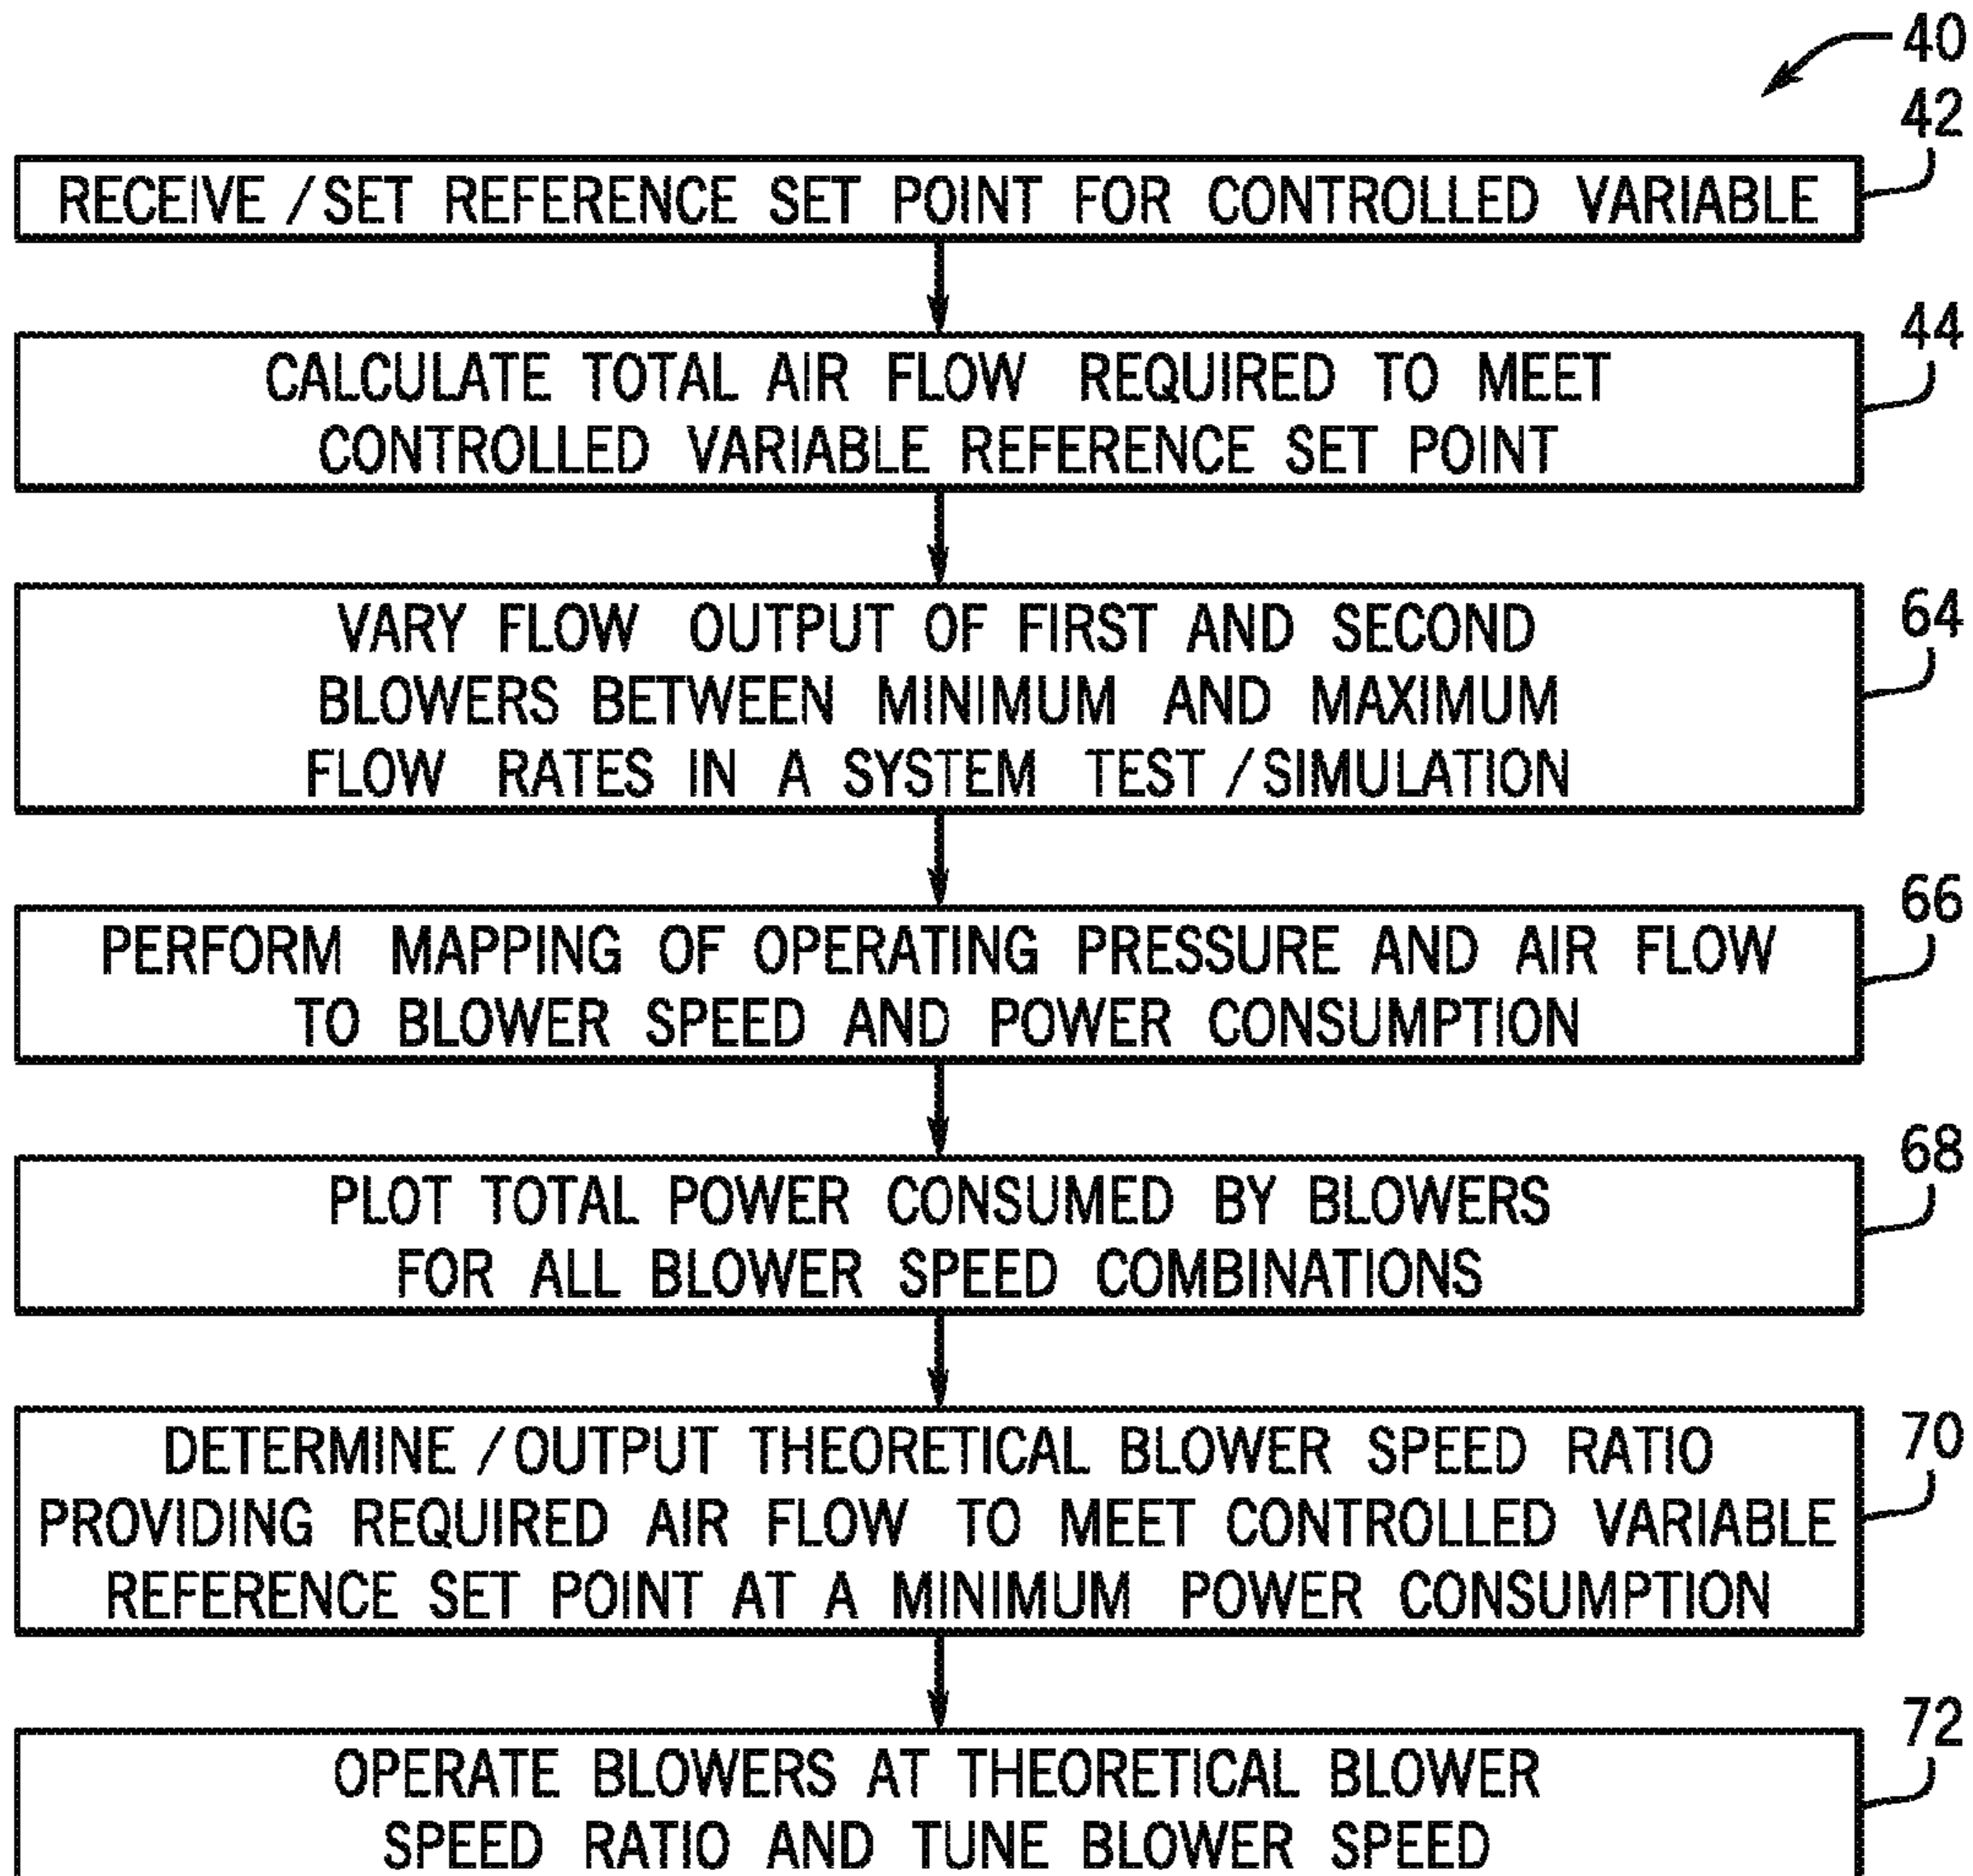 40
42
RECEIVE / SET REFERENCE SET POINT FOR CONTROLLED VARIABLE
44
CALCULATE TOTAL AIR FLOW REQUIRED TO MEET
CONTROLLED VARIABLE REFERENCE SET POINT
64
VARY FLOW OUTPUT OF FIRST AND SECOND
BLOWERS BETWEEN MINIMUM AND MAXIMUM
FLOW RATES IN A SYSTEM TEST / SIMULATION
66
PERFORM MAPPING OF OPERATING PRESSURE AND AIR FLOW
TO BLOWER SPEED AND POWER CONSUMPTION
68
PLOT TOTAL POWER CONSUMED BY BLOWERS
FOR ALL BLOWER SPEED COMBINATIONS
70
DETERMINE / OUTPUT THEORETICAL BLOWER SPEED RATIO
PROVIDING REQUIRED AIR FLOW TO MEET CONTROLLED VARIABLE
REFERENCE SET POINT AT A MINIMUM POWER CONSUMPTION
72
OPERATE BLOWERS AT THEORETICAL BLOWER
SPEED RATIO AND TUNE BLOWER SPEED